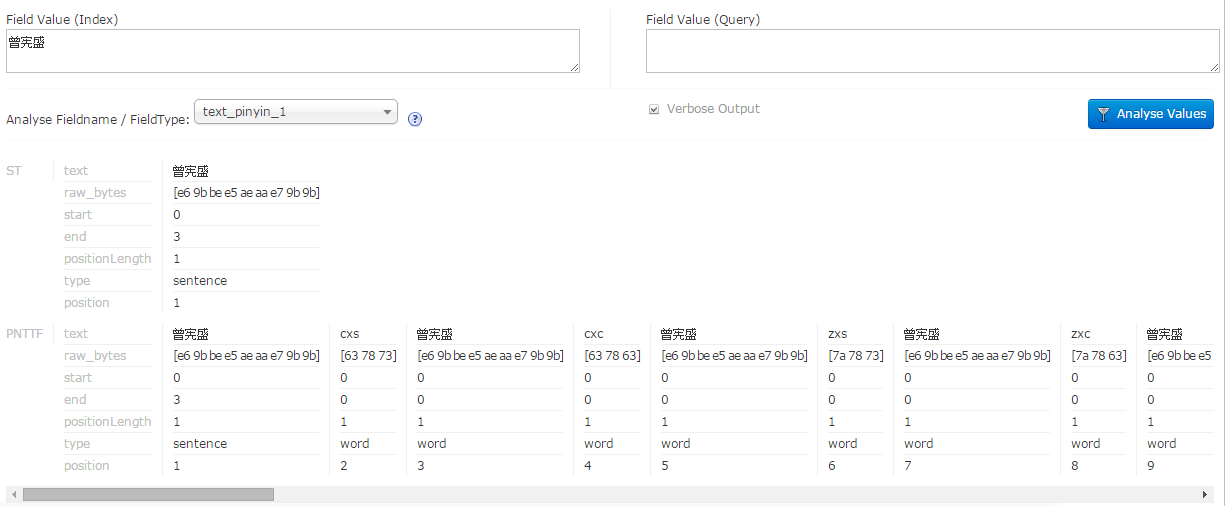 Field Value (Index) Field Value (Query)
曾宪盛
Analyse Fieldname / FieldType: text_pinyin_1 ? Verbose Output Analyse Values
ST text 曾宪盛
raw_bytes [e6 9b be e5 ae aa e7 9b 9b]
start 0
end 3
positionLength 1
type sentence
position 1
PNTTF text 曾宪盛 cxs 曾宪盛 cxc 曾宪盛 zxs 曾宪盛 zxc 曾宪盛
raw_bytes [e6 9b be e5 ae aa e7 9b 9b] [63 78 73] [e6 9b be e5 ae aa e7 9b 9b] [63 78 63] [e6 9b be e5 ae aa e7 9b 9b] [7a 78 73] [e6 9b be e5 ae aa e7 9b 9b] [7a 78 63] [e6 9b be e5
start 0 0 0 0 0 0 0 0 0
end 3 0 0 0 0 0 0 0 0
positionLength 1 1 1 1 1 1 1 1 1
type sentence word word word word word word word word
position 1 2 3 4 5 6 7 8 9